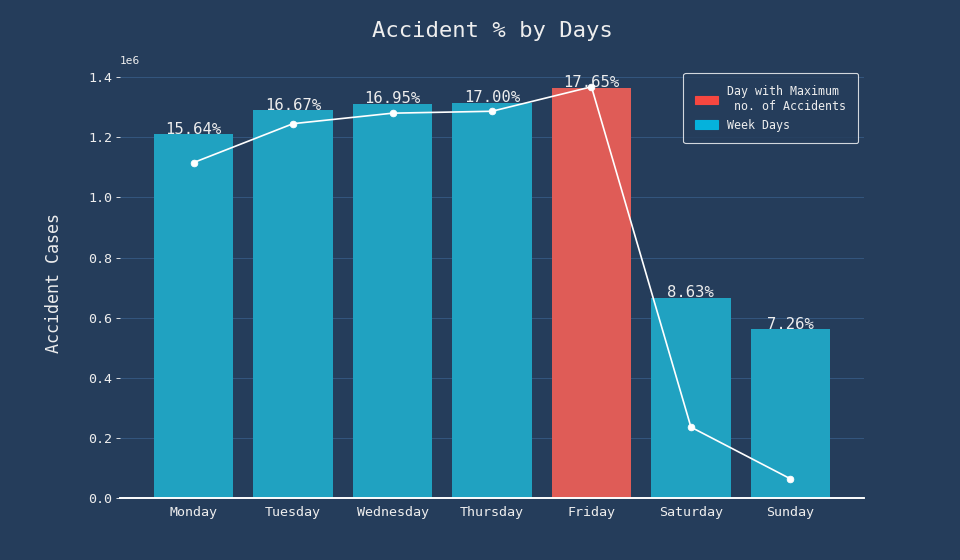 Accident % by Days
1e6
1.4
1.2
1.0
0.8
0.6
0.4
0.2
0.0
Accident Cases
15.64%
16.67%
16.95%
17.00%
17.65%
8.63%
7.26%
Day with Maximum
no. of Accidents
Week Days
Monday
Tuesday
Wednesday
Thursday
Friday
Saturday
Sunday